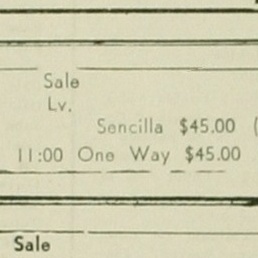 Sale
Lv.
Sencilla $45.00 (
11:00 One Way $45.00
Sale